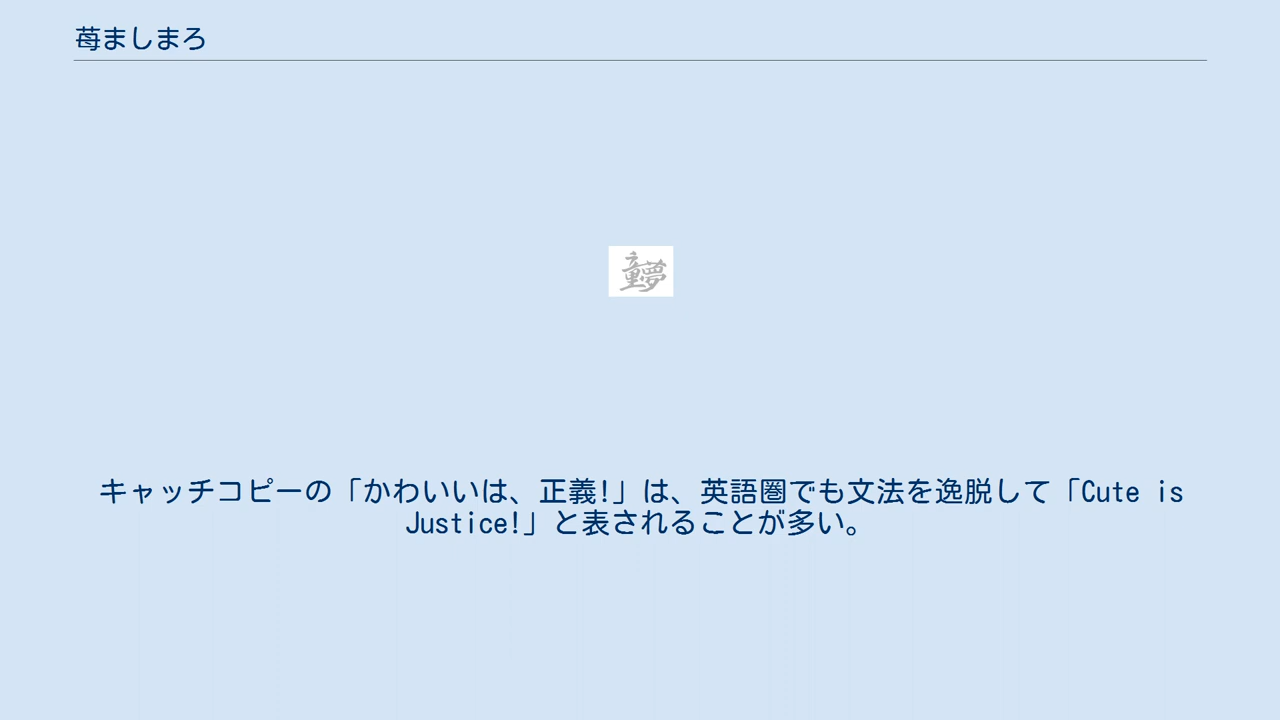 苺ましまろ
童夢
キャッチコピーの「かわいいは、正義!」は、英語圏でも文法を逸脱して「Cute is
Justice!」と表されることが多い。